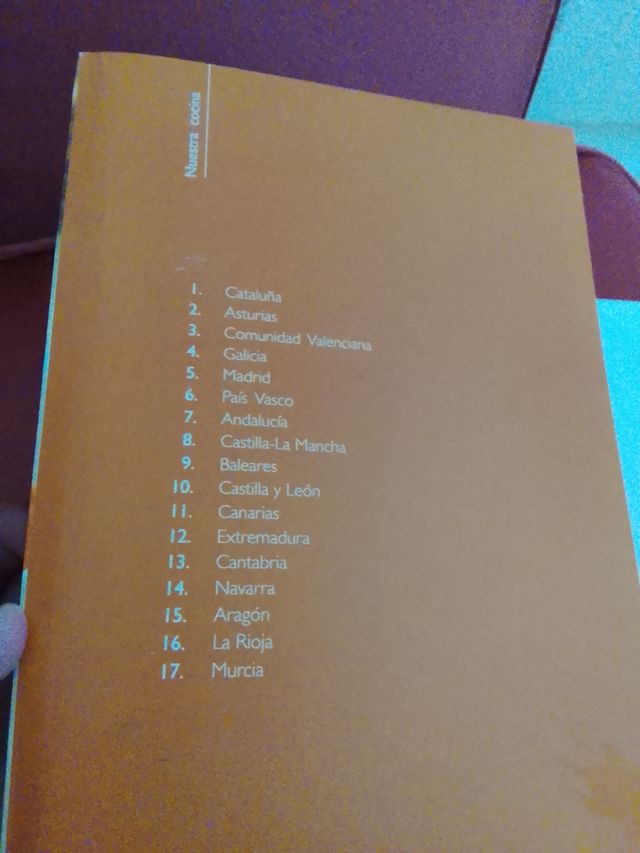 Nuestra cocina
1. Cataluña
2. Asturias
3. Comunidad Valenciana
4. Galicia
5. Madrid
6. País Vasco
7. Andalucía
8. Castilla-La Mancha
9. Baleares
10. Castilla y León
11. Canarias
12. Extremadura
13. Cantabria
14. Navarra
15. Aragón
16. La Rioja
17. Murcia